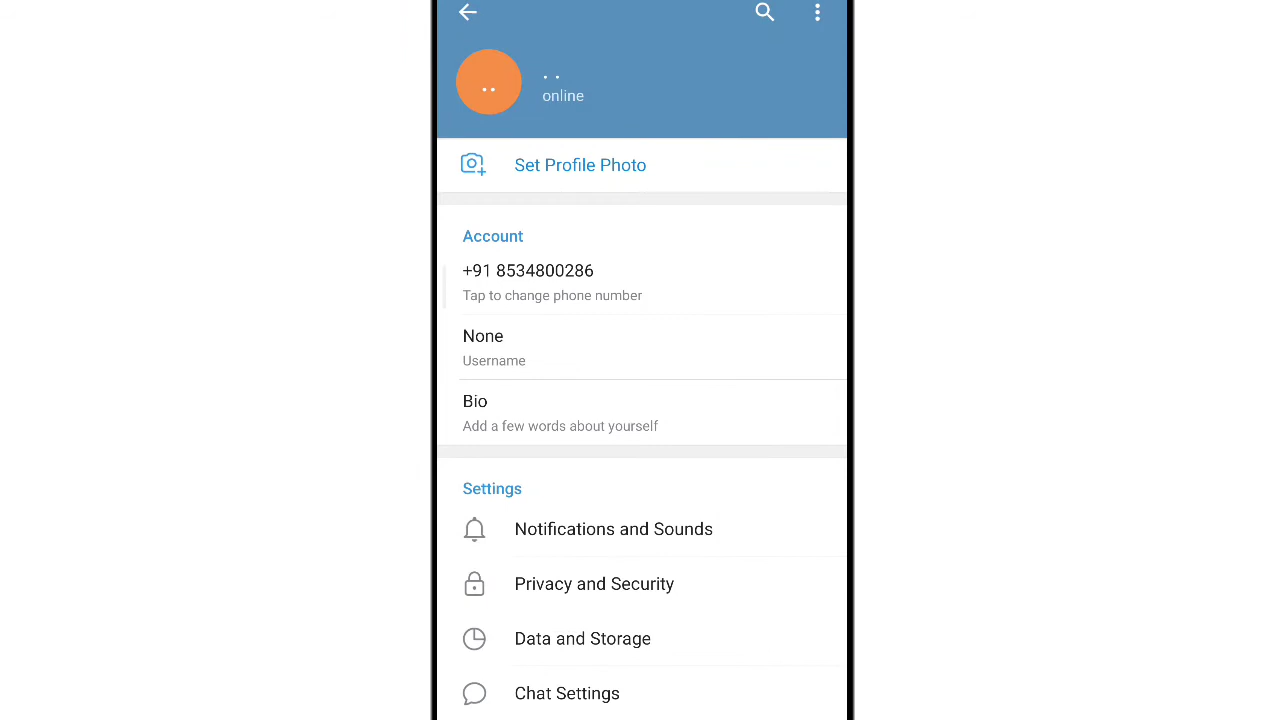 ..
. .
online
Set Profile Photo
Account
+91 8534800286
Tap to change phone number
None
Username
Bio
Add a few words about yourself
Settings
Notifications and Sounds
Privacy and Security
Data and Storage
Chat Settings